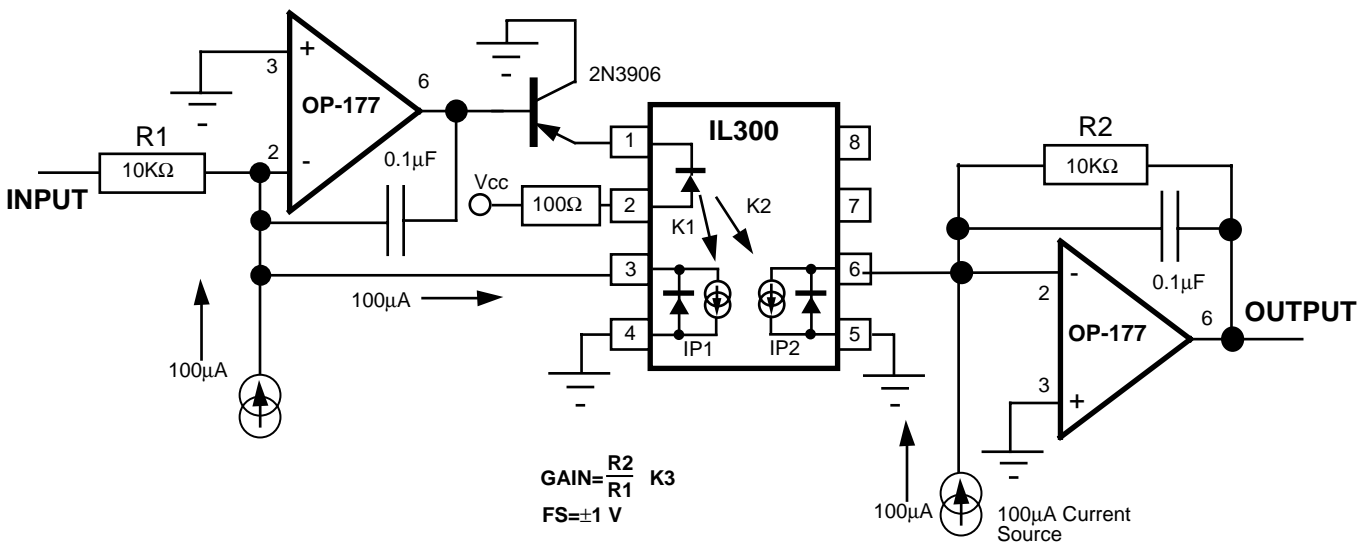 2N3906
+
3
6
OP-177
R1
2
-
10KΩ
0.1µF
INPUT
Vcc
100Ω
IL300
1
2
3
4
8
7
6
5
K1
K2
IP1
IP2
100µA
100µA
R2
10KΩ
0.1µF
-
2
6
OP-177
OUTPUT
3
+
100µA
100µA Current
Source
GAIN=R2/R1 K3
FS=±1 V